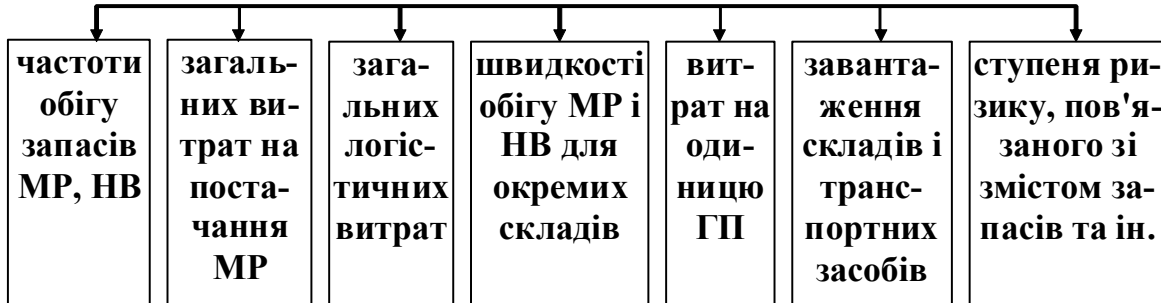 частоти
обігу
запасів
МР, НВ
загаль-
них ви-
трат на
поста-
чання
МР
зага-
льних
логіс-
тичних
витрат
швидкості
обігу МР і
НВ для
окремих
складів
вит-
рат на
оди-
ницю
ГП
заванта-
ження
складів і
транс-
портних
засобів
ступеня ри-
зику, пов'я-
заного зі
змістом за-
пасів та ін.